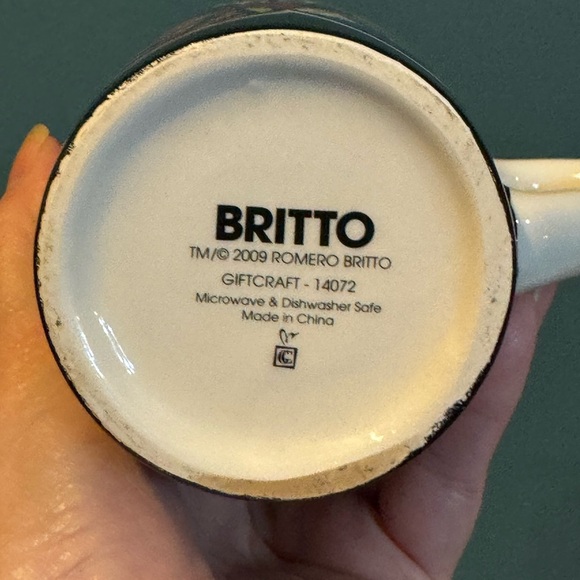 BRITTO
TM/© 2009 ROMERO BRITTO
GIFTCRAFT - 14072
Microwave & Dishwasher Safe
Made in China